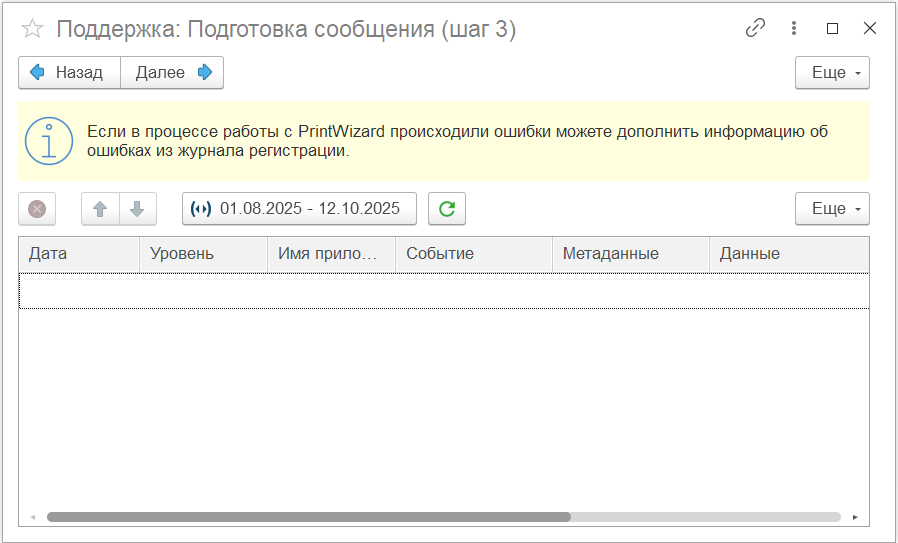 Поддержка: Подготовка сообщения (шаг 3)
Назад Далее Еще
Если в процессе работы с PrintWizard происходили ошибки можете дополнить информацию об
ошибках из журнала регистрации.
01.08.2025 - 12.10.2025 Еще
Дата Уровень Имя прило... Событие Метаданные Данные